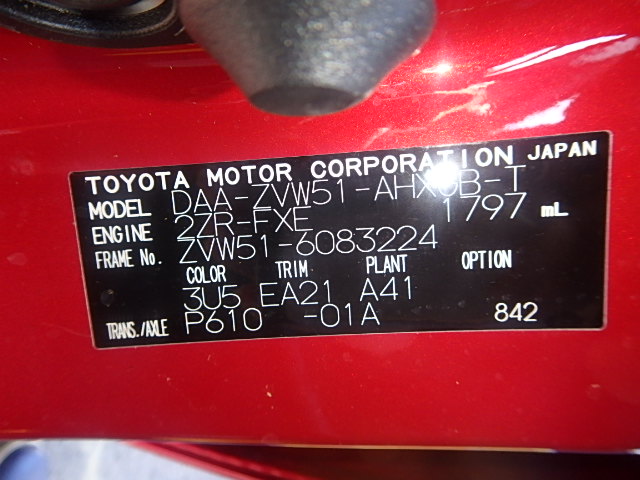 TOYOTA MOTOR CORPORATION JAPAN
MODEL DAA-ZVW51-AHXGB-T
ENGINE 2ZR-FXE 1797 mL
FRAME No. ZVW51-6083224
COLOR TRIM PLANT OPTION
3U5 EA21 A41
TRANS./AXLE P610 -01A 842